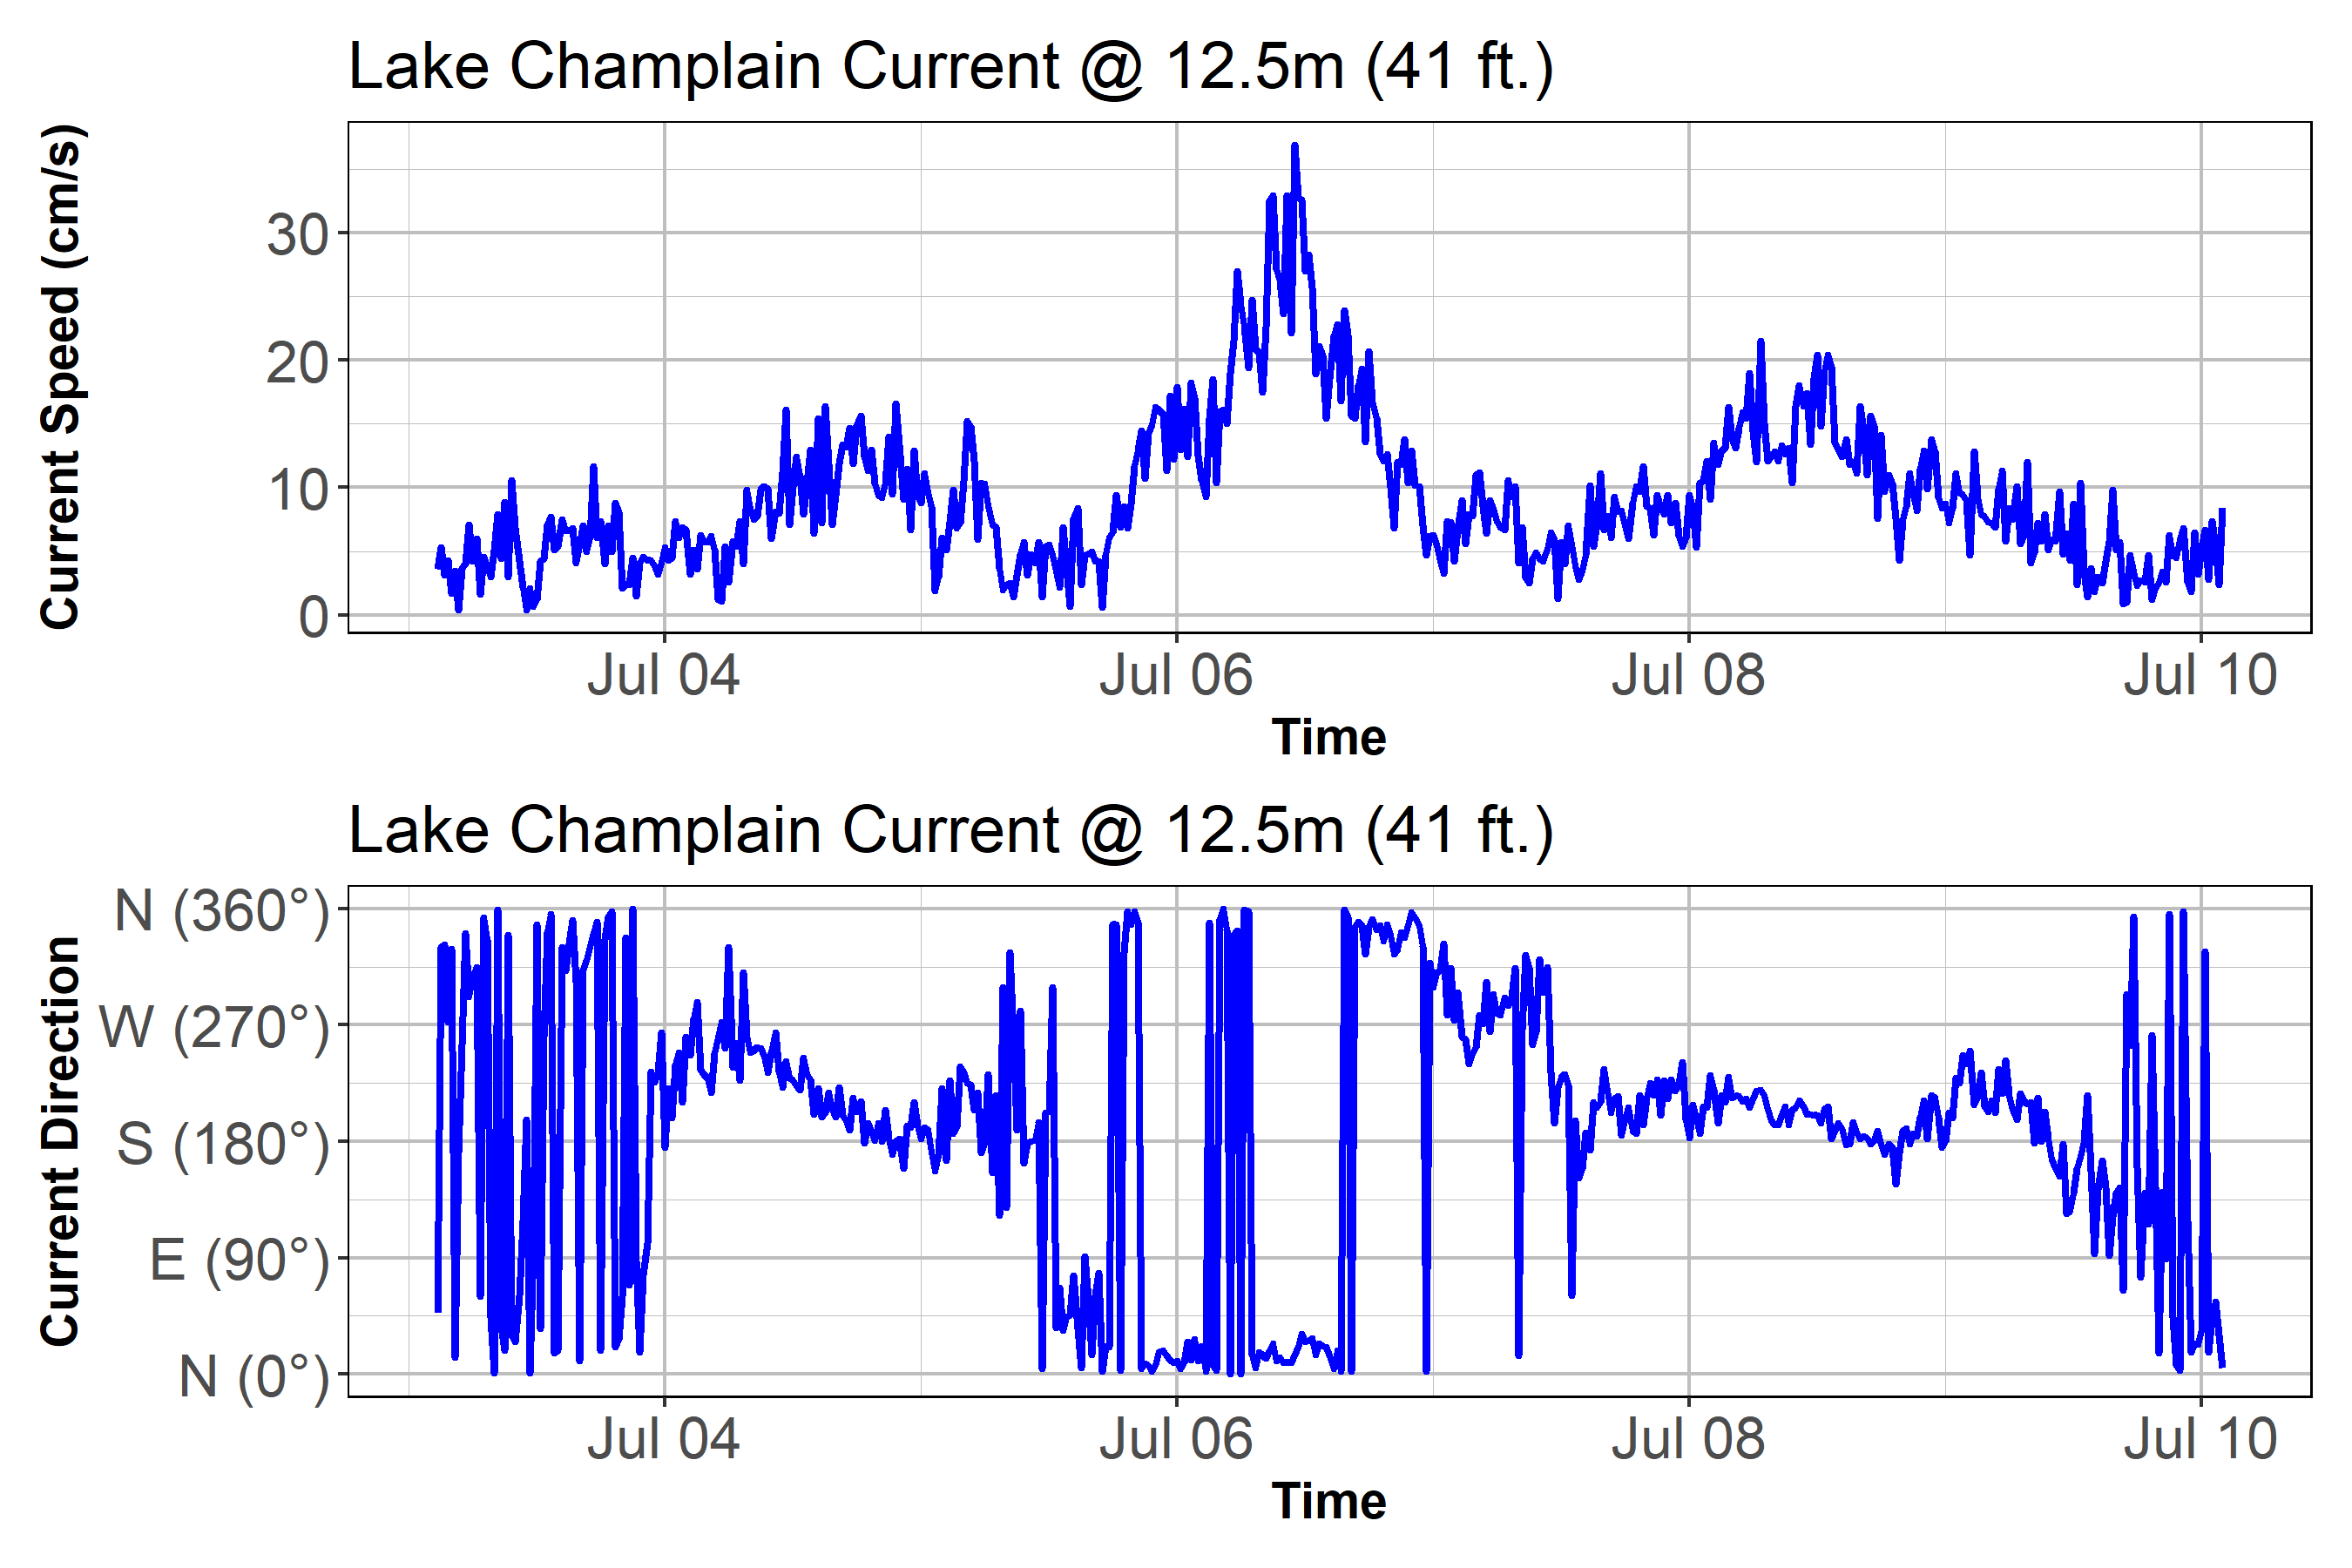 Lake Champlain Current @ 12.5m (41 ft.)
Current Speed (cm/s)
30
20
10
0
Jul 04 Jul 06 Jul 08 Jul 10
Time
Lake Champlain Current @ 12.5m (41 ft.)
Current Direction
N (360°)
W (270°)
S (180°)
E (90°)
N (0°)
Jul 04 Jul 06 Jul 08 Jul 10
Time